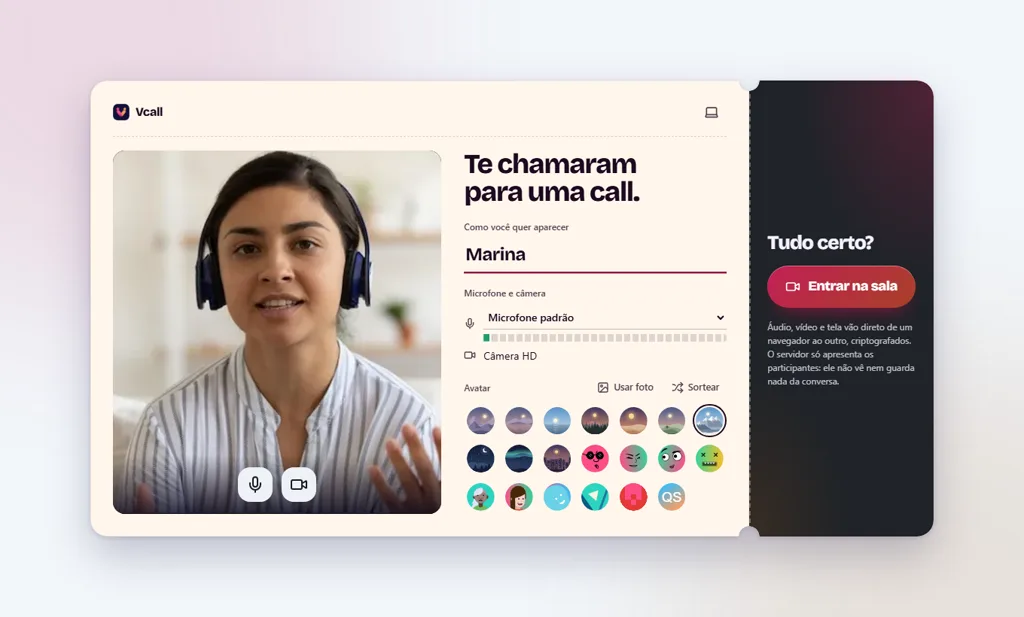 Vcall
Te chamaram
para uma call.
Como você quer aparecer
Marina
Microfone e câmera
Microfone padrão
Câmera HD
Avatar
Usar foto
Sortear
QS
Tudo certo?
Entrar na sala
Áudio, vídeo e tela vão direto de um
navegador ao outro, criptografados.
O servidor só apresenta os
participantes: ele não vê nem guarda
nada da conversa.